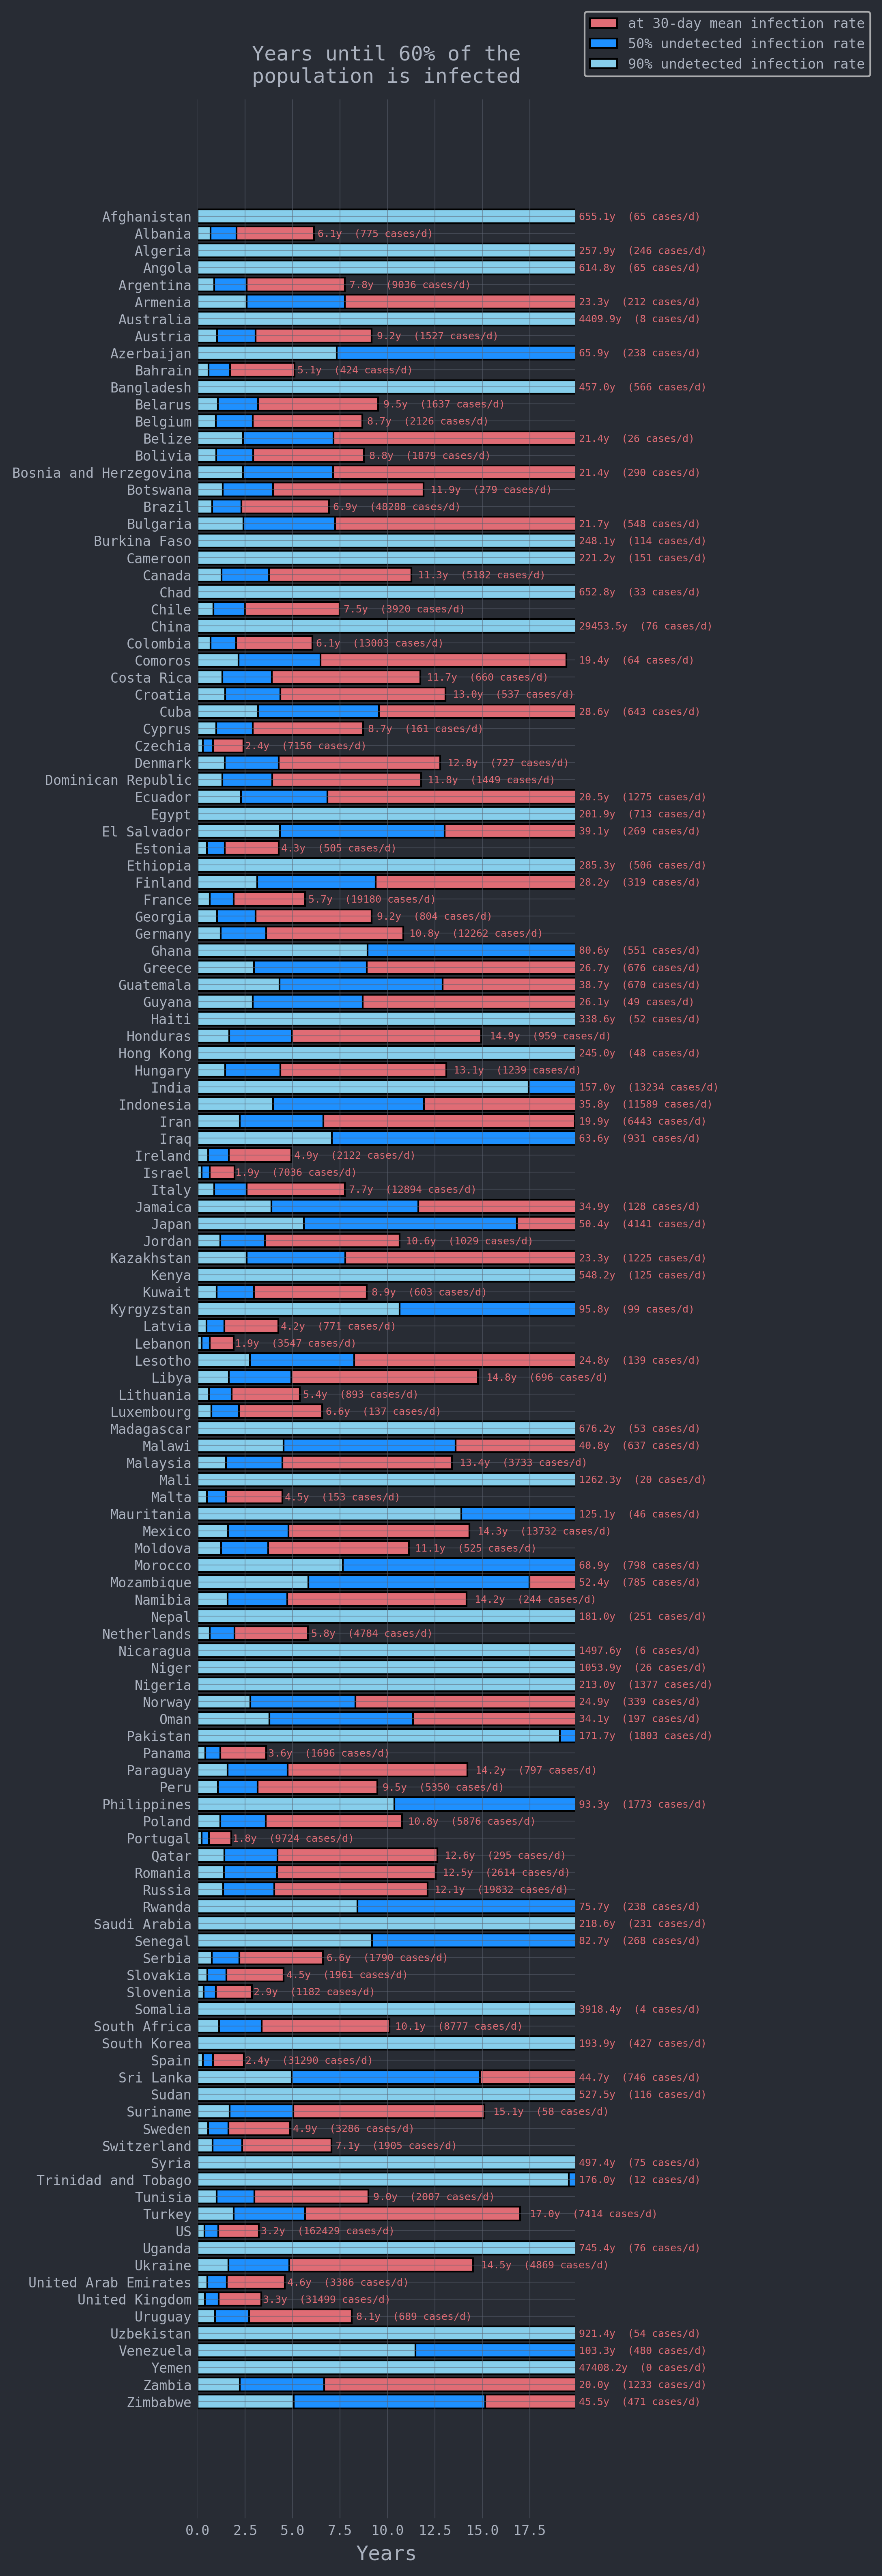 at 30-day mean infection rate
50% undetected infection rate
90% undetected infection rate
Years until 60% of the
population is infected
Afghanistan 655.1y (65 cases/d)
Albania 6.1y (775 cases/d)
Algeria 257.9y (246 cases/d)
Angola 614.8y (65 cases/d)
Argentina 7.8y (9036 cases/d)
Armenia 23.3y (212 cases/d)
Australia 4409.9y (8 cases/d)
Austria 9.2y (1527 cases/d)
Azerbaijan 65.9y (238 cases/d)
Bahrain 5.1y (424 cases/d)
Bangladesh 457.0y (566 cases/d)
Belarus 9.5y (1637 cases/d)
Belgium 8.7y (2126 cases/d)
Belize 21.4y (26 cases/d)
Bolivia 8.8y (1879 cases/d)
Bosnia and Herzegovina 21.4y (290 cases/d)
Botswana 11.9y (279 cases/d)
Brazil 6.9y (48288 cases/d)
Bulgaria 21.7y (548 cases/d)
Burkina Faso 248.1y (114 cases/d)
Cameroon 221.2y (151 cases/d)
Canada 11.3y (5182 cases/d)
Chad 652.8y (33 cases/d)
Chile 7.5y (3920 cases/d)
China 29453.5y (76 cases/d)
Colombia 6.1y (13003 cases/d)
Comoros 19.4y (64 cases/d)
Costa Rica 11.7y (660 cases/d)
Croatia 13.0y (537 cases/d)
Cuba 28.6y (643 cases/d)
Cyprus 8.7y (161 cases/d)
Czechia 2.4y (7156 cases/d)
Denmark 12.8y (727 cases/d)
Dominican Republic 11.8y (1449 cases/d)
Ecuador 20.5y (1275 cases/d)
Egypt 201.9y (713 cases/d)
El Salvador 39.1y (269 cases/d)
Estonia 4.3y (505 cases/d)
Ethiopia 285.3y (506 cases/d)
Finland 28.2y (319 cases/d)
France 5.7y (19180 cases/d)
Georgia 9.2y (804 cases/d)
Germany 10.8y (12262 cases/d)
Ghana 80.6y (551 cases/d)
Greece 26.7y (676 cases/d)
Guatemala 38.7y (670 cases/d)
Guyana 26.1y (49 cases/d)
Haiti 338.6y (52 cases/d)
Honduras 14.9y (959 cases/d)
Hong Kong 245.0y (48 cases/d)
Hungary 13.1y (1239 cases/d)
India 157.0y (13234 cases/d)
Indonesia 35.8y (11589 cases/d)
Iran 19.9y (6443 cases/d)
Iraq 63.6y (931 cases/d)
Ireland 4.9y (2122 cases/d)
Israel 1.9y (7036 cases/d)
Italy 7.7y (12894 cases/d)
Jamaica 34.9y (128 cases/d)
Japan 50.4y (4141 cases/d)
Jordan 10.6y (1029 cases/d)
Kazakhstan 23.3y (1225 cases/d)
Kenya 548.2y (125 cases/d)
Kuwait 8.9y (603 cases/d)
Kyrgyzstan 95.8y (99 cases/d)
Latvia 4.2y (771 cases/d)
Lebanon 1.9y (3547 cases/d)
Lesotho 24.8y (139 cases/d)
Libya 14.8y (696 cases/d)
Lithuania 5.4y (893 cases/d)
Luxembourg 6.6y (137 cases/d)
Madagascar 676.2y (53 cases/d)
Malawi 40.8y (637 cases/d)
Malaysia 13.4y (3733 cases/d)
Mali 1262.3y (20 cases/d)
Malta 4.5y (153 cases/d)
Mauritania 125.1y (46 cases/d)
Mexico 14.3y (13732 cases/d)
Moldova 11.1y (525 cases/d)
Morocco 68.9y (798 cases/d)
Mozambique 52.4y (785 cases/d)
Namibia 14.2y (244 cases/d)
Nepal 181.0y (251 cases/d)
Netherlands 5.8y (4784 cases/d)
Nicaragua 1497.6y (6 cases/d)
Niger 1053.9y (26 cases/d)
Nigeria 213.0y (1377 cases/d)
Norway 24.9y (339 cases/d)
Oman 34.1y (197 cases/d)
Pakistan 171.7y (1803 cases/d)
Panama 3.6y (1696 cases/d)
Paraguay 14.2y (797 cases/d)
Peru 9.5y (5350 cases/d)
Philippines 93.3y (1773 cases/d)
Poland 10.8y (5876 cases/d)
Portugal 1.8y (9724 cases/d)
Qatar 12.6y (295 cases/d)
Romania 12.5y (2614 cases/d)
Russia 12.1y (19832 cases/d)
Rwanda 75.7y (238 cases/d)
Saudi Arabia 218.6y (231 cases/d)
Senegal 82.7y (268 cases/d)
Serbia 6.6y (1790 cases/d)
Slovakia 4.5y (1961 cases/d)
Slovenia 2.9y (1182 cases/d)
Somalia 3918.4y (4 cases/d)
South Africa 10.1y (8777 cases/d)
South Korea 193.9y (427 cases/d)
Spain 2.4y (31290 cases/d)
Sri Lanka 44.7y (746 cases/d)
Sudan 527.5y (116 cases/d)
Suriname 15.1y (58 cases/d)
Sweden 4.9y (3286 cases/d)
Switzerland 7.1y (1905 cases/d)
Syria 497.4y (75 cases/d)
Trinidad and Tobago 176.0y (12 cases/d)
Tunisia 9.0y (2007 cases/d)
Turkey 17.0y (7414 cases/d)
US 3.2y (162429 cases/d)
Uganda 745.4y (76 cases/d)
Ukraine 14.5y (4869 cases/d)
United Arab Emirates 4.6y (3386 cases/d)
United Kingdom 3.3y (31499 cases/d)
Uruguay 8.1y (689 cases/d)
Uzbekistan 921.4y (54 cases/d)
Venezuela 103.3y (480 cases/d)
Yemen 47408.2y (0 cases/d)
Zambia 20.0y (1233 cases/d)
Zimbabwe 45.5y (471 cases/d)
0.0 2.5 5.0 7.5 10.0 12.5 15.0 17.5
Years